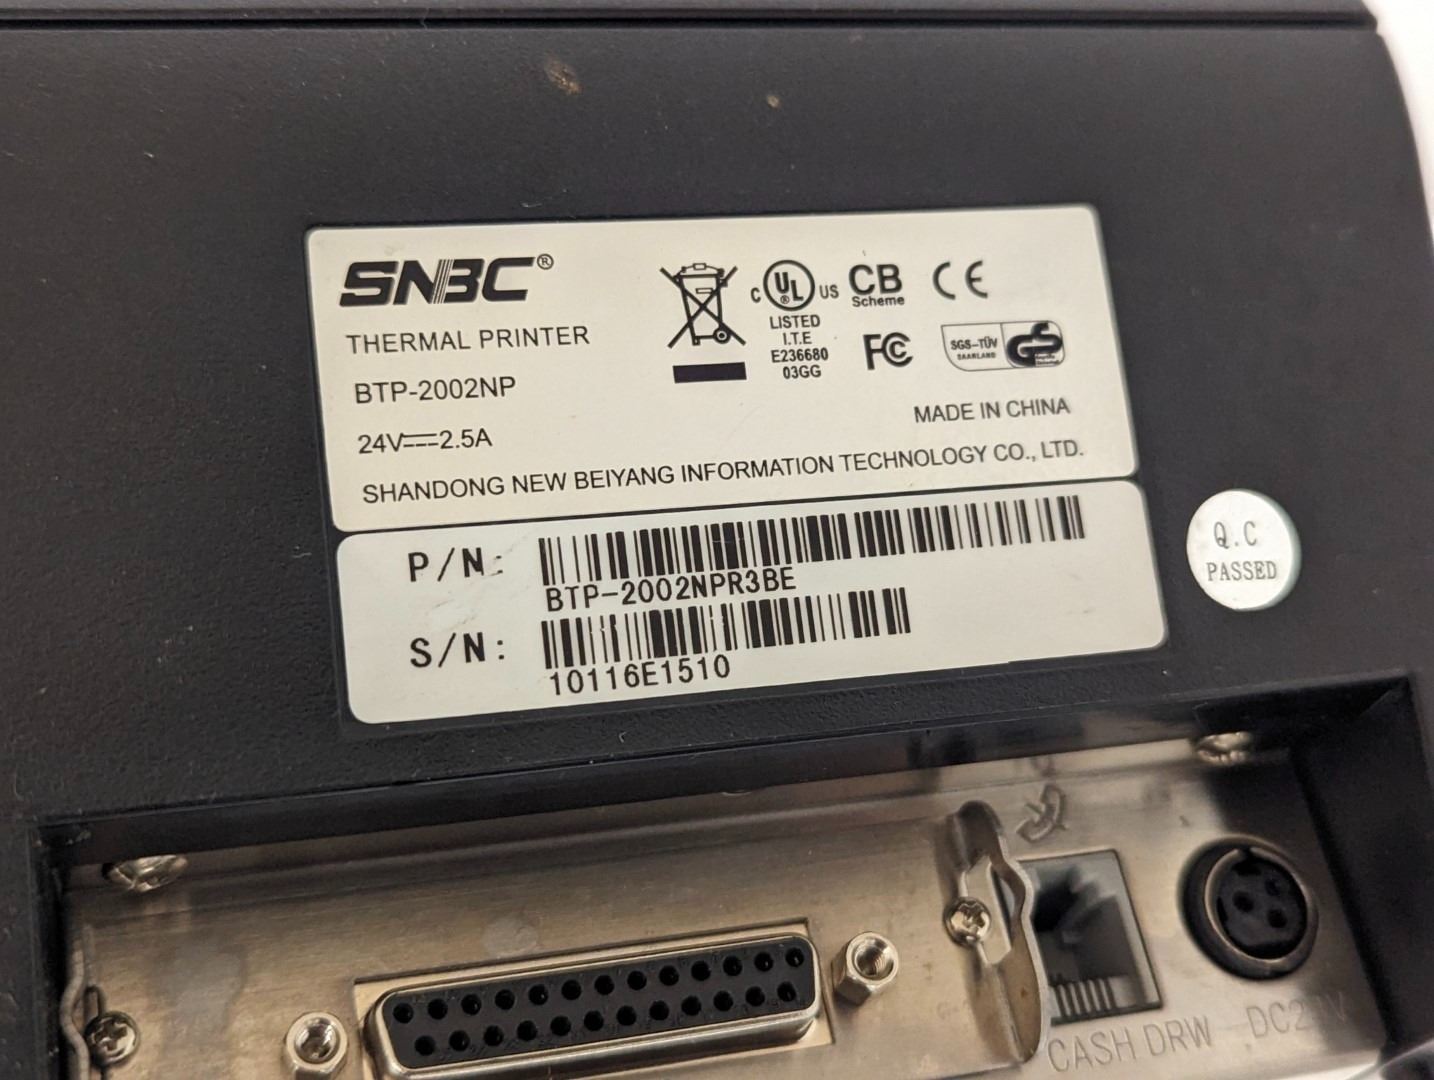 SNBC®
THERMAL PRINTER
BTP-2002NP
24V⎓2.5A
SHANDONG NEW BEIYANG INFORMATION TECHNOLOGY CO., LTD.
C UL ® US
LISTED
I.T.E
E236680
03GG
CB
Scheme
CE
FC
SGS-TÜV
SAARLAND
GS
MADE IN CHINA
P/N:
BTP-2002NPR3BE
S/N:
10116E1510
Q.C
PASSED
CASH DRW